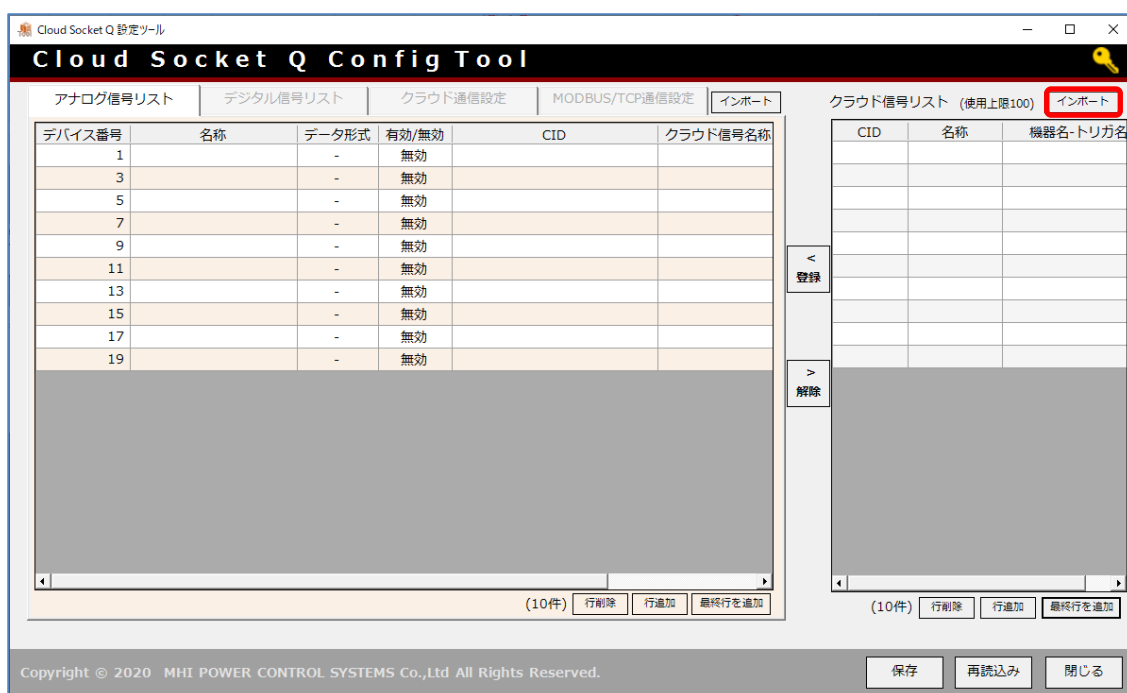 Cloud Socket Q 設定ツール
Cloud Socket Q Config Tool
アナログ信号リスト デジタル信号リスト クラウド通信設定 MODBUS/TCP通信設定 インポート
クラウド信号リスト (使用上限100) インポート
デバイス番号 名称 データ形式 有効/無効 CID クラウド信号名称
1 - 無効
3 - 無効
5 - 無効
7 - 無効
9 - 無効
11 - 無効
13 - 無効
15 - 無効
17 - 無効
19 - 無効
(10件) 行削除 行追加 最終行を追加
<
登録
>
解除
CID 名称 機器名-トリガ名
(10件) 行削除 行追加 最終行を追加
Copyright © 2020 MHI POWER CONTROL SYSTEMS Co.,Ltd All Rights Reserved.
保存 再読込み 閉じる